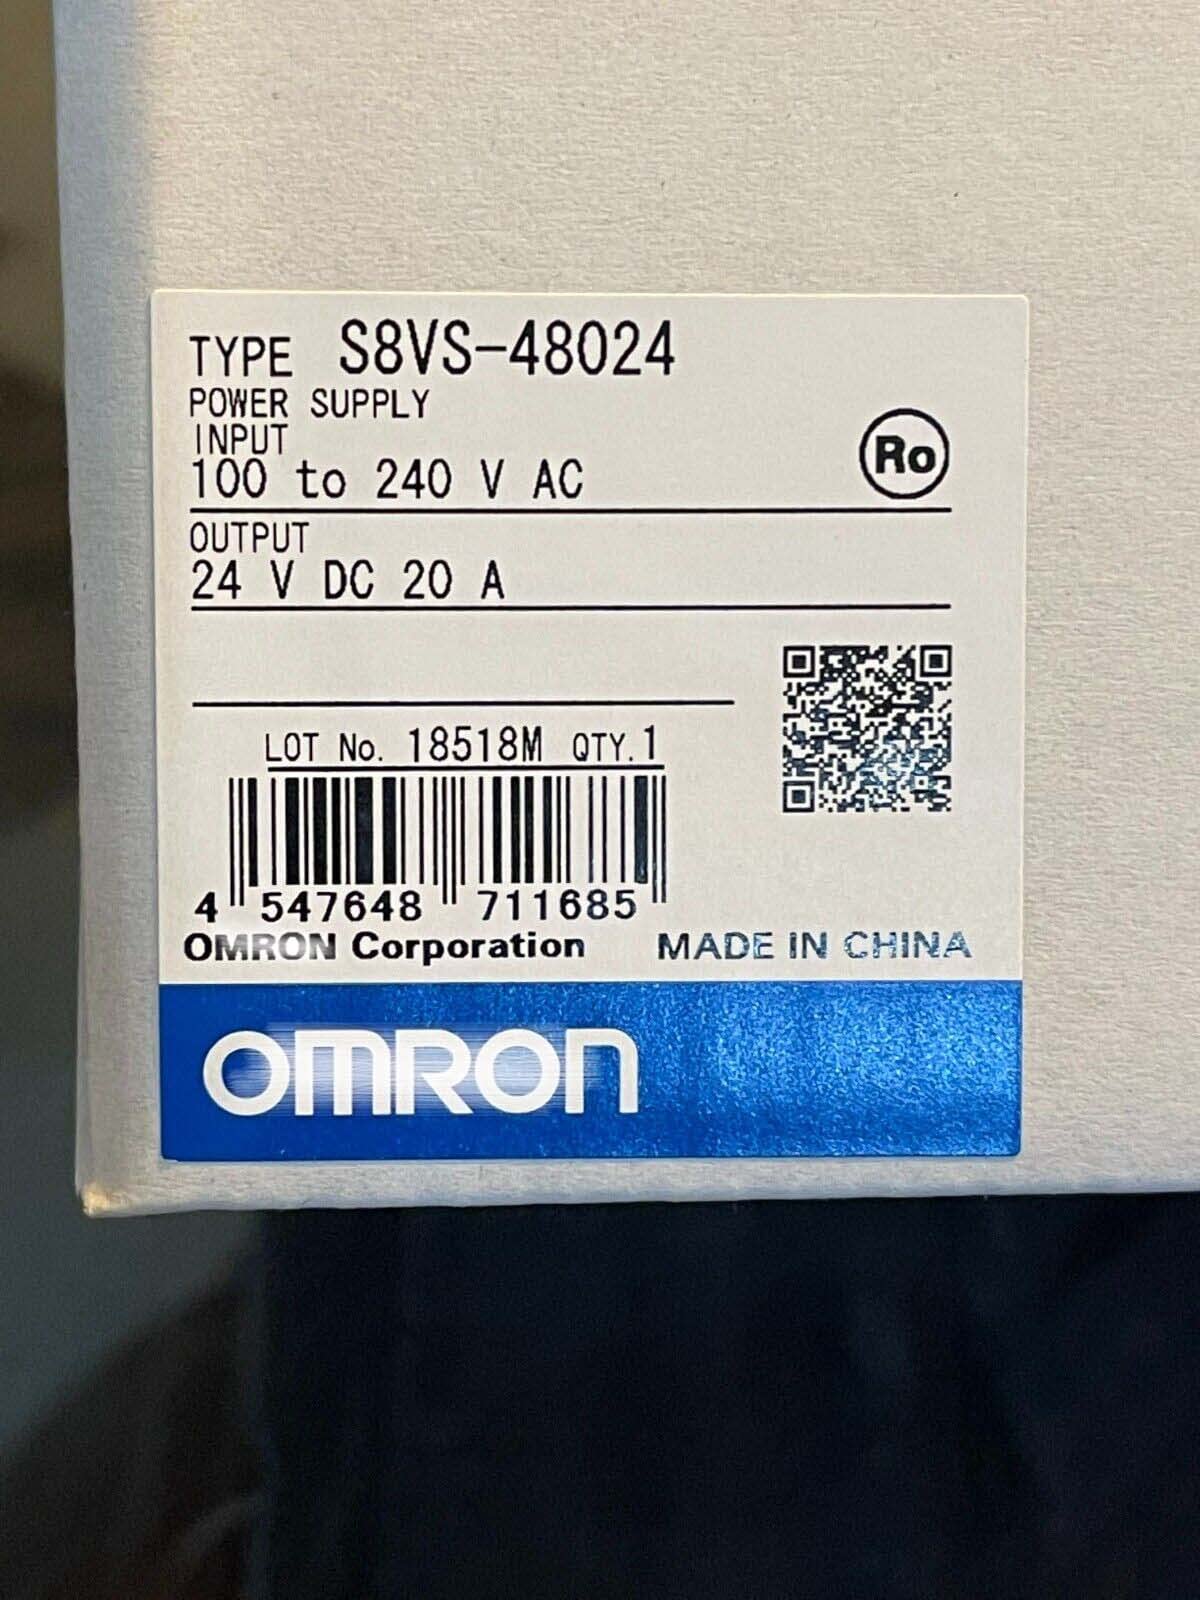 TYPE S8VS-48024
POWER SUPPLY
INPUT
100 to 240 V AC
Ro
OUTPUT
24 V DC 20 A
LOT No. 18518M QTY. 1
4 547648 711685
OMRON Corporation MADE IN CHINA
OMRON